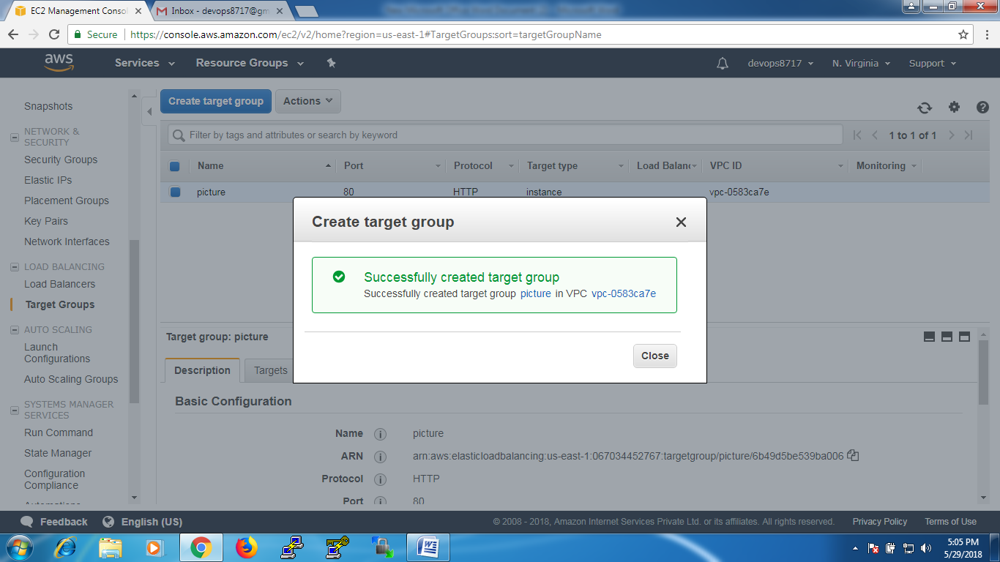 EC2 Management Consol
Inbox - devops8717@gm
Secure
https://console.aws.amazon.com/ec2/v2/home?region=us-east-1#TargetGroups:sort=targetGroupName
aws
Services
Resource Groups
devops8717
N. Virginia
Support
Snapshots
NETWORK &
SECURITY
Security Groups
Elastic IPs
Placement Groups
Key Pairs
Network Interfaces
LOAD BALANCING
Load Balancers
Target Groups
AUTO SCALING
Launch
Configurations
Auto Scaling Groups
SYSTEMS MANAGER
SERVICES
Run Command
State Manager
Configuration
Compliance
Create target group
Actions
Filter by tags and attributes or search by keyword
1 to 1 of 1
Name Port Protocol Target type Load Balanc VPC ID Monitoring
picture 80 HTTP instance vpc-0583ca7e
Create target group
Successfully created target group
Successfully created target group picture in VPC vpc-0583ca7e
Close
Target group: picture
Description
Targets
Basic Configuration
Name picture
ARN arn:aws:elasticloadbalancing:us-east-1:067034452767:targetgroup/picture/6b49d5be539ba006
Protocol HTTP
Port 80
Feedback
English (US)
© 2008 - 2018, Amazon Internet Services Private Ltd. or its affiliates. All rights reserved.
Privacy Policy
Terms of Use
5:05 PM
5/29/2018